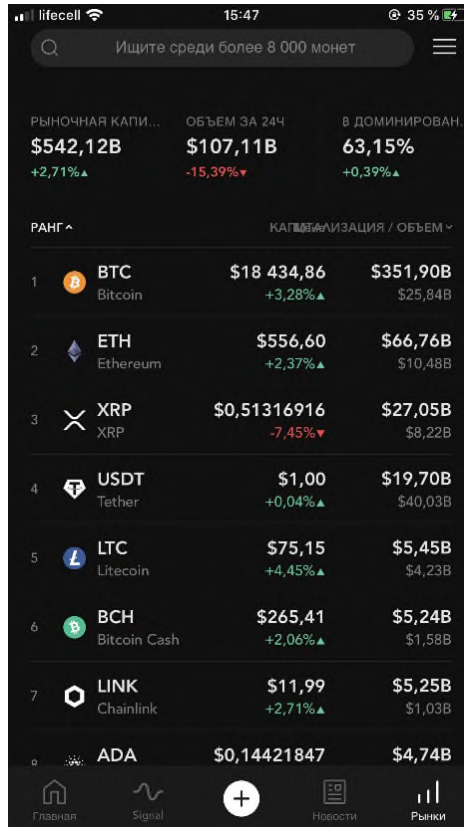 lifecell 15:47 35 %
Ищите среди более 8 000 монет
РЫНОЧНАЯ КАПИ... ОБЪЕМ ЗА 24Ч В ДОМИНИРОВАН.
$542,12B $107,11B 63,15%
+2,71%▲ -15,39%▼ +0,39%▲
РАНГ КАПИТАЛИЗАЦИЯ / ОБЪЕМ
1 BTC $18 434,86 $351,90B
Bitcoin +3,28%▲ $25,84B
2 ETH $556,60 $66,76B
Ethereum +2,37%▲ $10,48B
3 XRP $0,51316916 $27,05B
XRP -7,45%▼ $8,22B
4 USDT $1,00 $19,70B
Tether +0,04%▲ $40,03B
5 LTC $75,15 $5,45B
Litecoin +4,45%▲ $4,23B
6 BCH $265,41 $5,24B
Bitcoin Cash +2,06%▲ $1,58B
7 LINK $11,99 $5,25B
Chainlink +2,71%▲ $1,03B
ADA $0,14421847 $4,74B
Главная Signal Новости Рынки